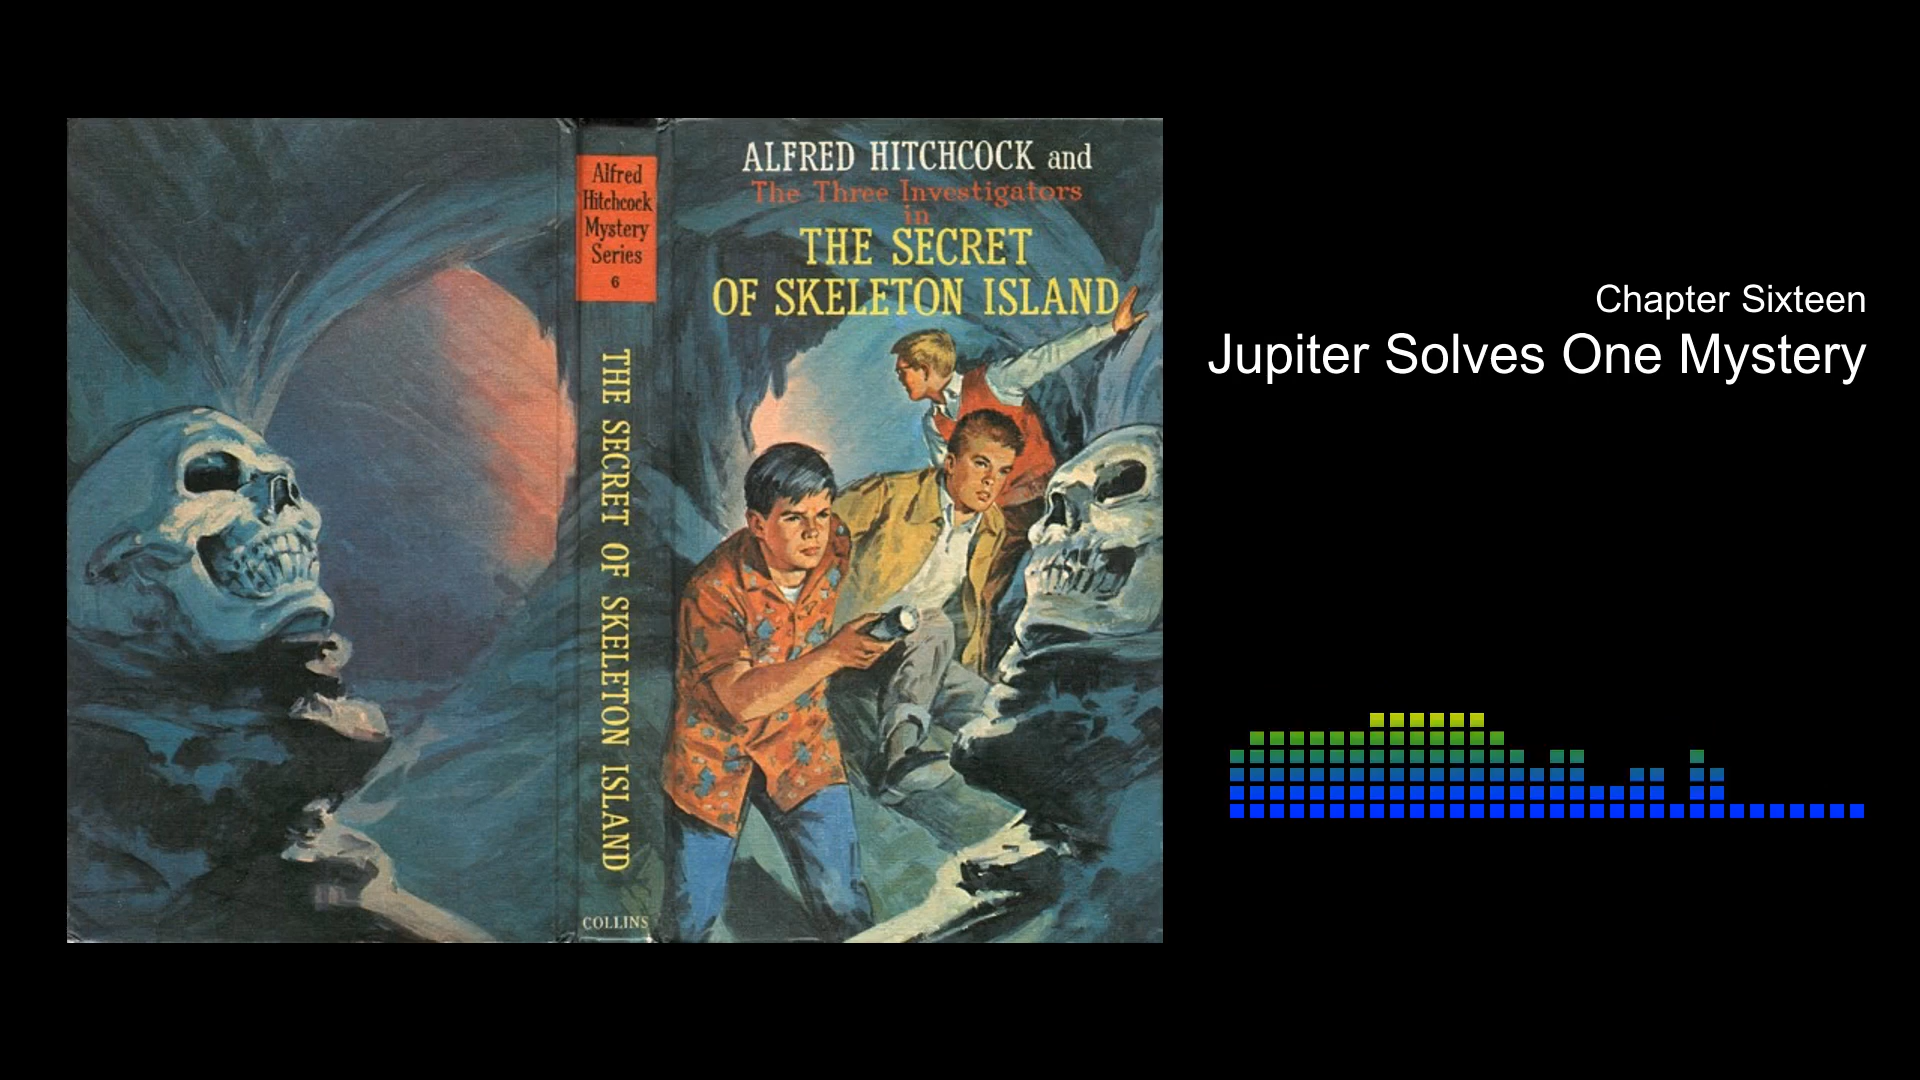 Alfred
Hitchcock
Mystery
Series
6
THE SECRET OF SKELETON ISLAND
COLLINS
ALFRED HITCHCOCK and
The Three Investigators
in
THE SECRET
OF SKELETON ISLAND
Chapter Sixteen
Jupiter Solves One Mystery